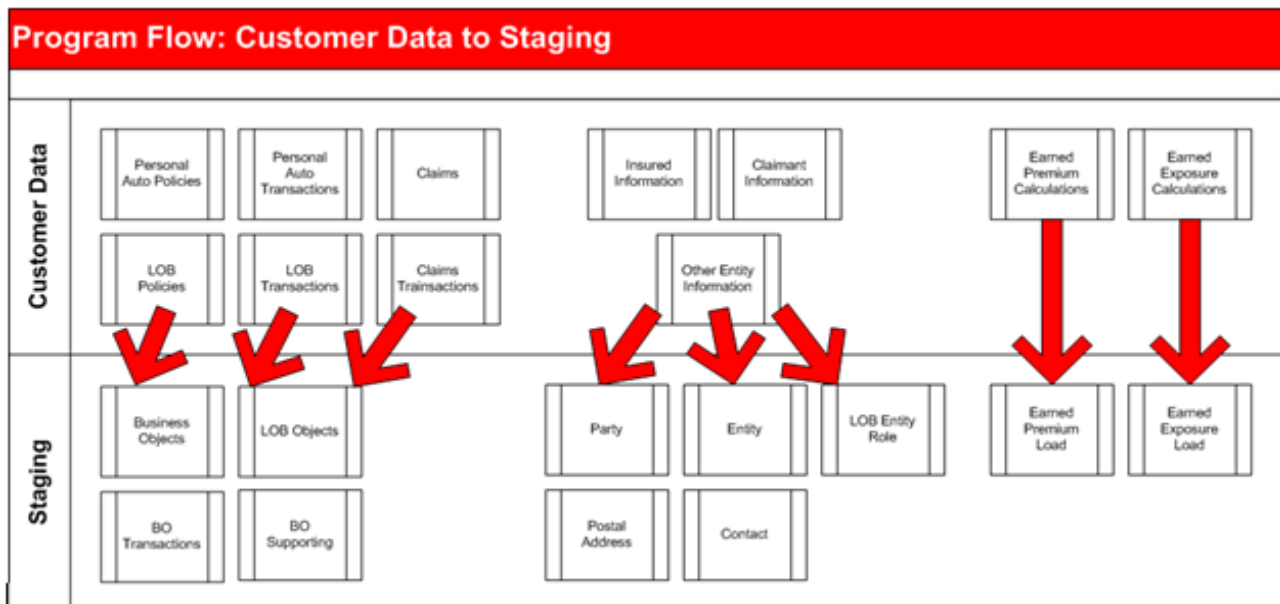 Program Flow: Customer Data to Staging
Customer Data
Personal
Auto Policies
Personal
Auto
Transactions
Claims
Insured
Information
Claimant
Information
Earned
Premium
Calculations
Earned
Exposure
Calculations
LOB
Policies
LOB
Transactions
Claims
Trainsactions
Other Entity
Information
Staging
Business
Objects
LOB Objects
Party
Entity
LOB Entity
Role
Earned
Premium
Load
Earned
Exposure
Load
BO
Transactions
BO
Supporting
Postal
Address
Contact